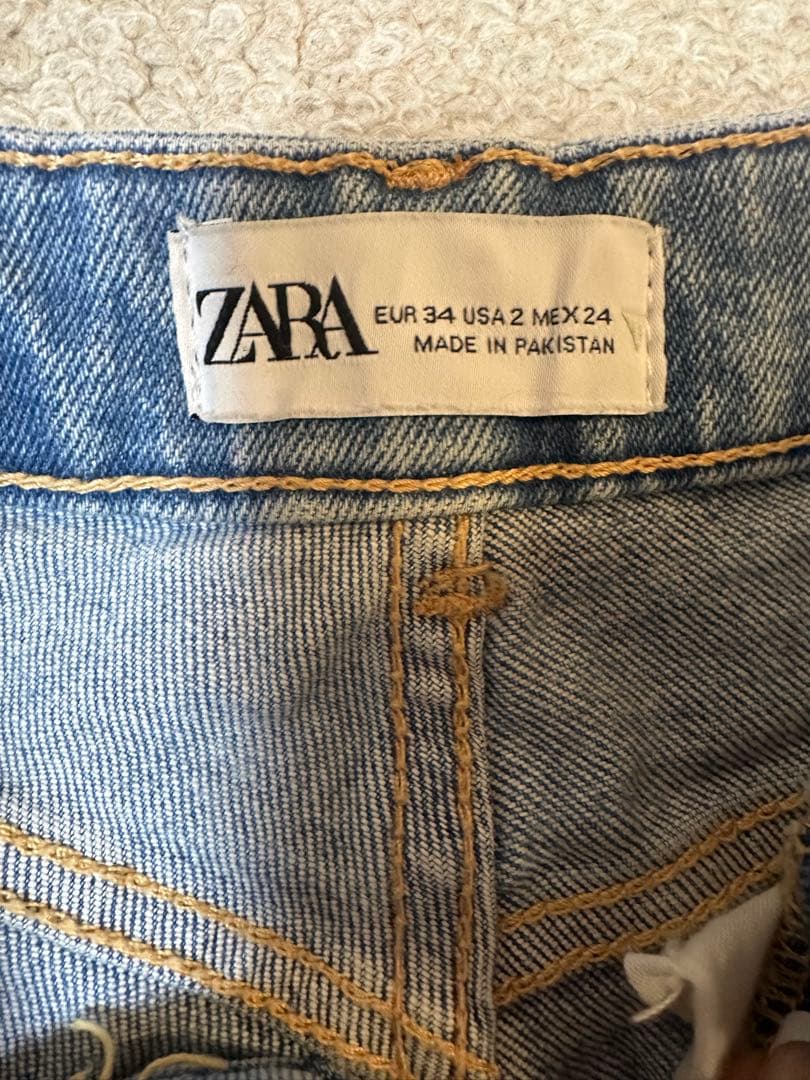 ZARA
EUR 34 USA 2 MEX 24
MADE IN PAKISTAN